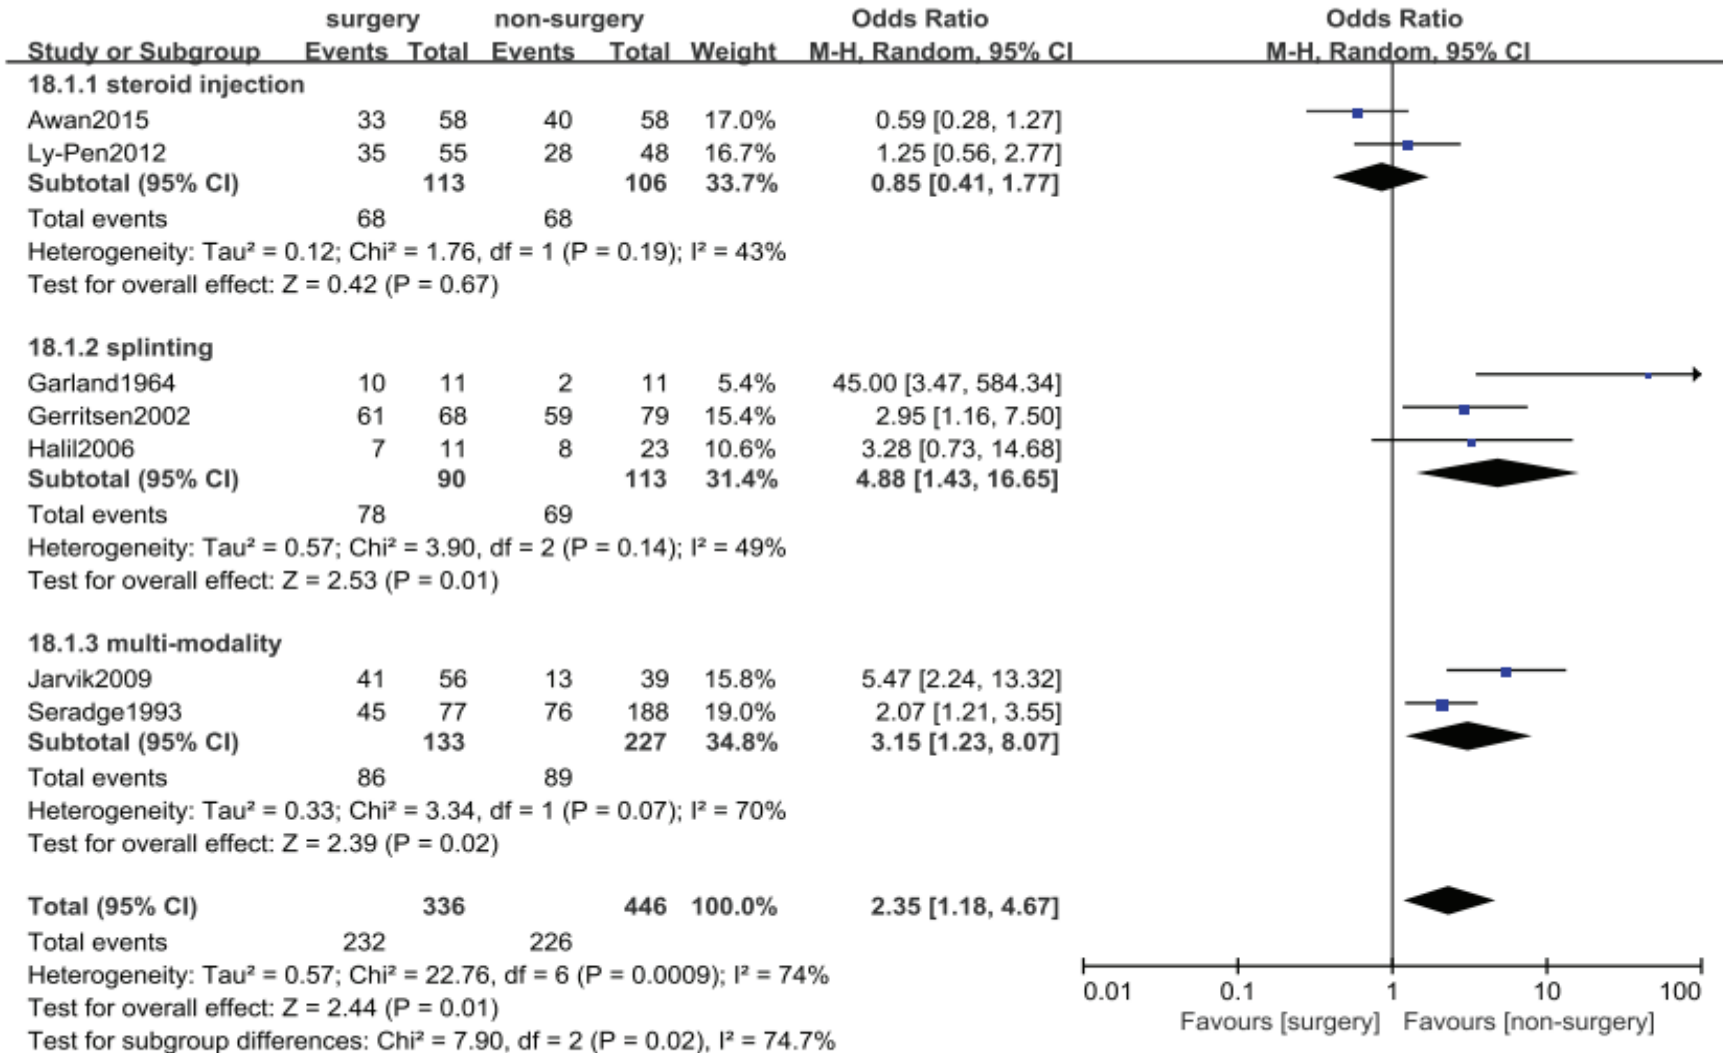 surgery non-surgery Odds Ratio Odds Ratio
Study or Subgroup Events Total Events Total Weight M-H, Random, 95% CI M-H, Random, 95% CI
18.1.1 steroid injection
Awan2015 33 58 40 58 17.0% 0.59 [0.28, 1.27]
Ly-Pen2012 35 55 28 48 16.7% 1.25 [0.56, 2.77]
Subtotal (95% CI) 113 106 33.7% 0.85 [0.41, 1.77]
Total events 68 68
Heterogeneity: Tau² = 0.12; Chi² = 1.76, df = 1 (P = 0.19); I² = 43%
Test for overall effect: Z = 0.42 (P = 0.67)
18.1.2 splinting
Garland1964 10 11 2 11 5.4% 45.00 [3.47, 584.34]
Gerritsen2002 61 68 59 79 15.4% 2.95 [1.16, 7.50]
Halil2006 7 11 8 23 10.6% 3.28 [0.73, 14.68]
Subtotal (95% CI) 90 113 31.4% 4.88 [1.43, 16.65]
Total events 78 69
Heterogeneity: Tau² = 0.57; Chi² = 3.90, df = 2 (P = 0.14); I² = 49%
Test for overall effect: Z = 2.53 (P = 0.01)
18.1.3 multi-modality
Jarvik2009 41 56 13 39 15.8% 5.47 [2.24, 13.32]
Seradge1993 45 77 76 188 19.0% 2.07 [1.21, 3.55]
Subtotal (95% CI) 133 227 34.8% 3.15 [1.23, 8.07]
Total events 86 89
Heterogeneity: Tau² = 0.33; Chi² = 3.34, df = 1 (P = 0.07); I² = 70%
Test for overall effect: Z = 2.39 (P = 0.02)
Total (95% CI) 336 446 100.0% 2.35 [1.18, 4.67]
Total events 232 226
Heterogeneity: Tau² = 0.57; Chi² = 22.76, df = 6 (P = 0.0009); I² = 74%
Test for overall effect: Z = 2.44 (P = 0.01)
Test for subgroup differences: Chi² = 7.90, df = 2 (P = 0.02), I² = 74.7%
0.01 0.1 1 10 100
Favours [surgery] Favours [non-surgery]